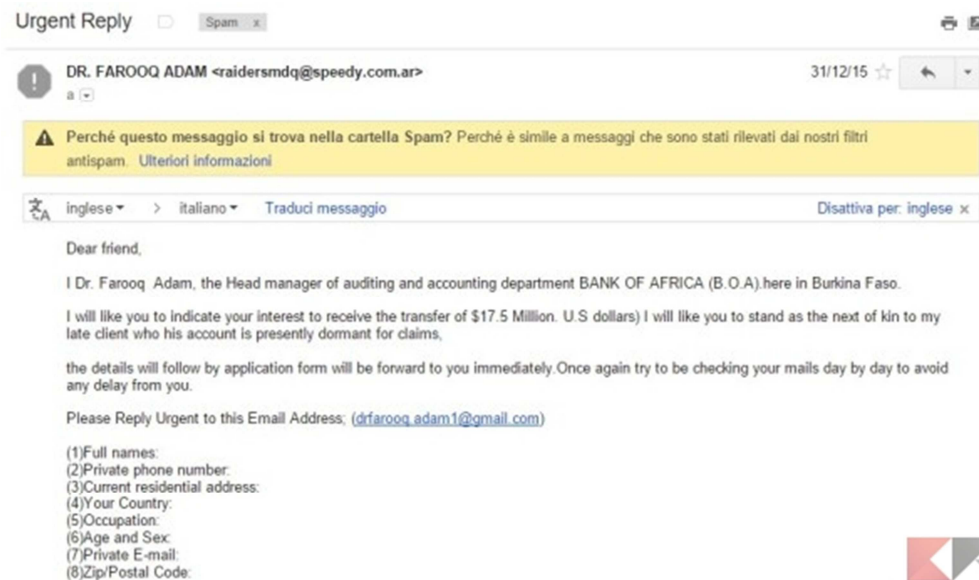 Urgent Reply
Spam x
DR. FAROOQ ADAM <raidersmdq@speedy.com.ar>
31/12/15
a
Perché questo messaggio si trova nella cartella Spam? Perché è simile a messaggi che sono stati rilevati dai nostri filtri
antispam. Ulteriori informazioni
inglese > italiano Traduci messaggio
Disattiva per: inglese x
Dear friend,
I Dr. Farooq Adam, the Head manager of auditing and accounting department BANK OF AFRICA (B.O.A).here in Burkina Faso.
I will like you to indicate your interest to receive the transfer of $17.5 Million. U.S dollars) I will like you to stand as the next of kin to my
late client who his account is presently dormant for claims,
the details will follow by application form will be forward to you immediately.Once again try to be checking your mails day by day to avoid
any delay from you.
Please Reply Urgent to this Email Address; (drfarooq.adam1@gmail.com)
(1)Full names:
(2)Private phone number:
(3)Current residential address:
(4)Your Country:
(5)Occupation:
(6)Age and Sex:
(7)Private E-mail:
(8)Zip/Postal Code: